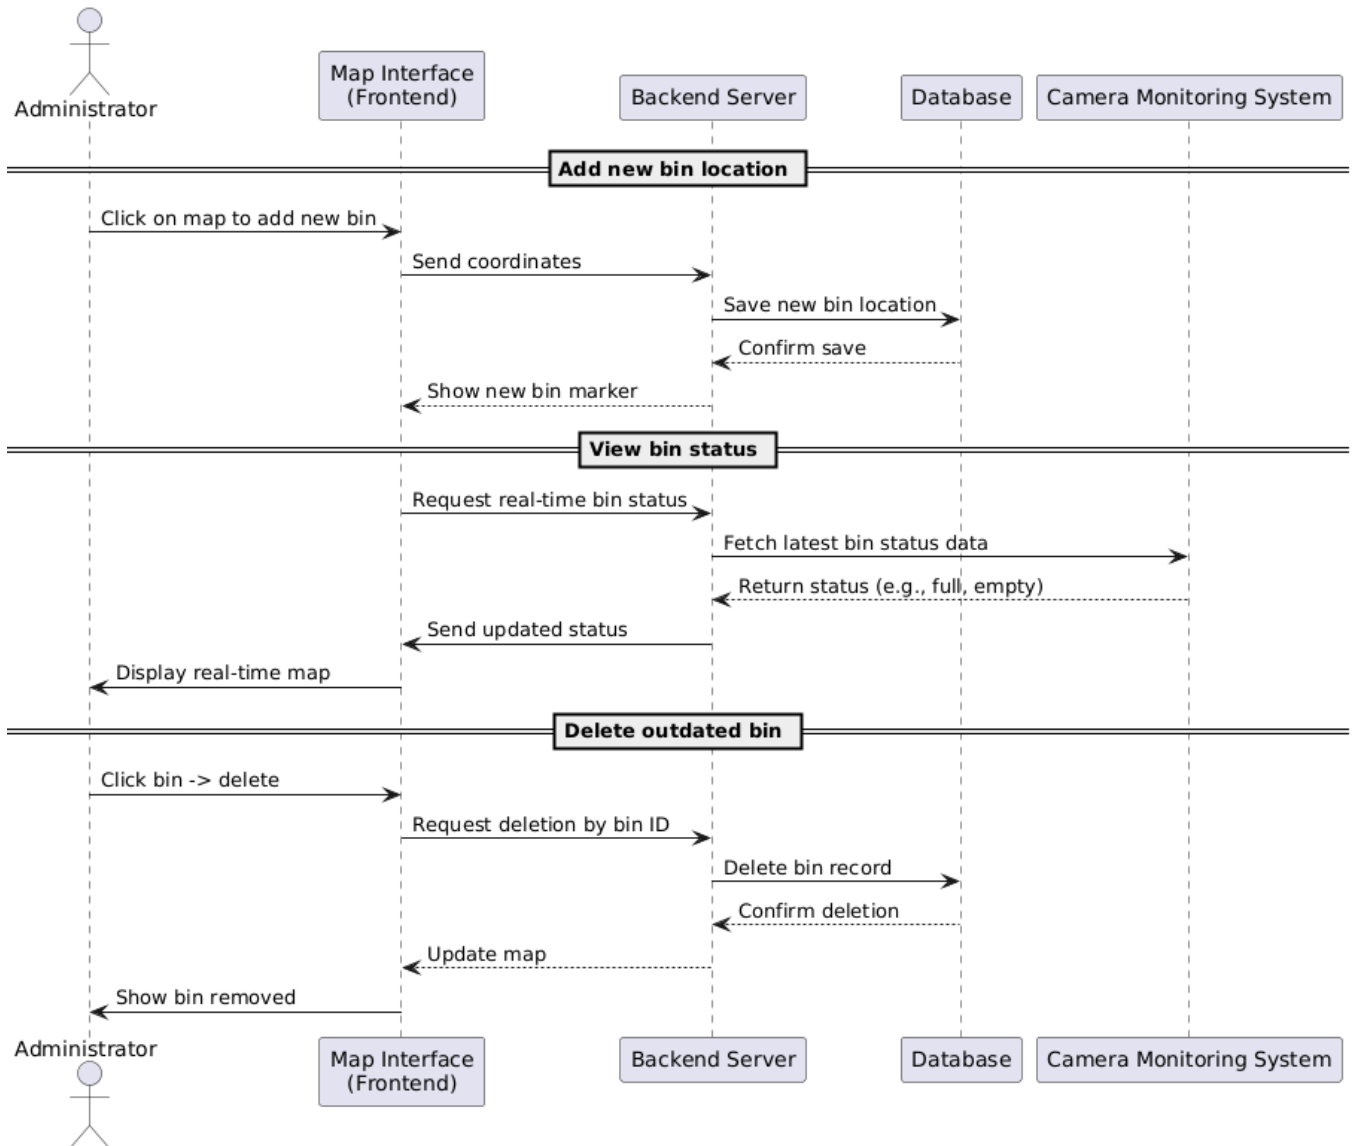 Administrator
Map Interface
(Frontend)
Backend Server
Database
Camera Monitoring System
Add new bin location
Click on map to add new bin
Send coordinates
Save new bin location
Confirm save
Show new bin marker
View bin status
Request real-time bin status
Fetch latest bin status data
Return status (e.g., full, empty)
Send updated status
Display real-time map
Delete outdated bin
Click bin -> delete
Request deletion by bin ID
Delete bin record
Confirm deletion
Update map
Show bin removed
Administrator
Map Interface
(Frontend)
Backend Server
Database
Camera Monitoring System